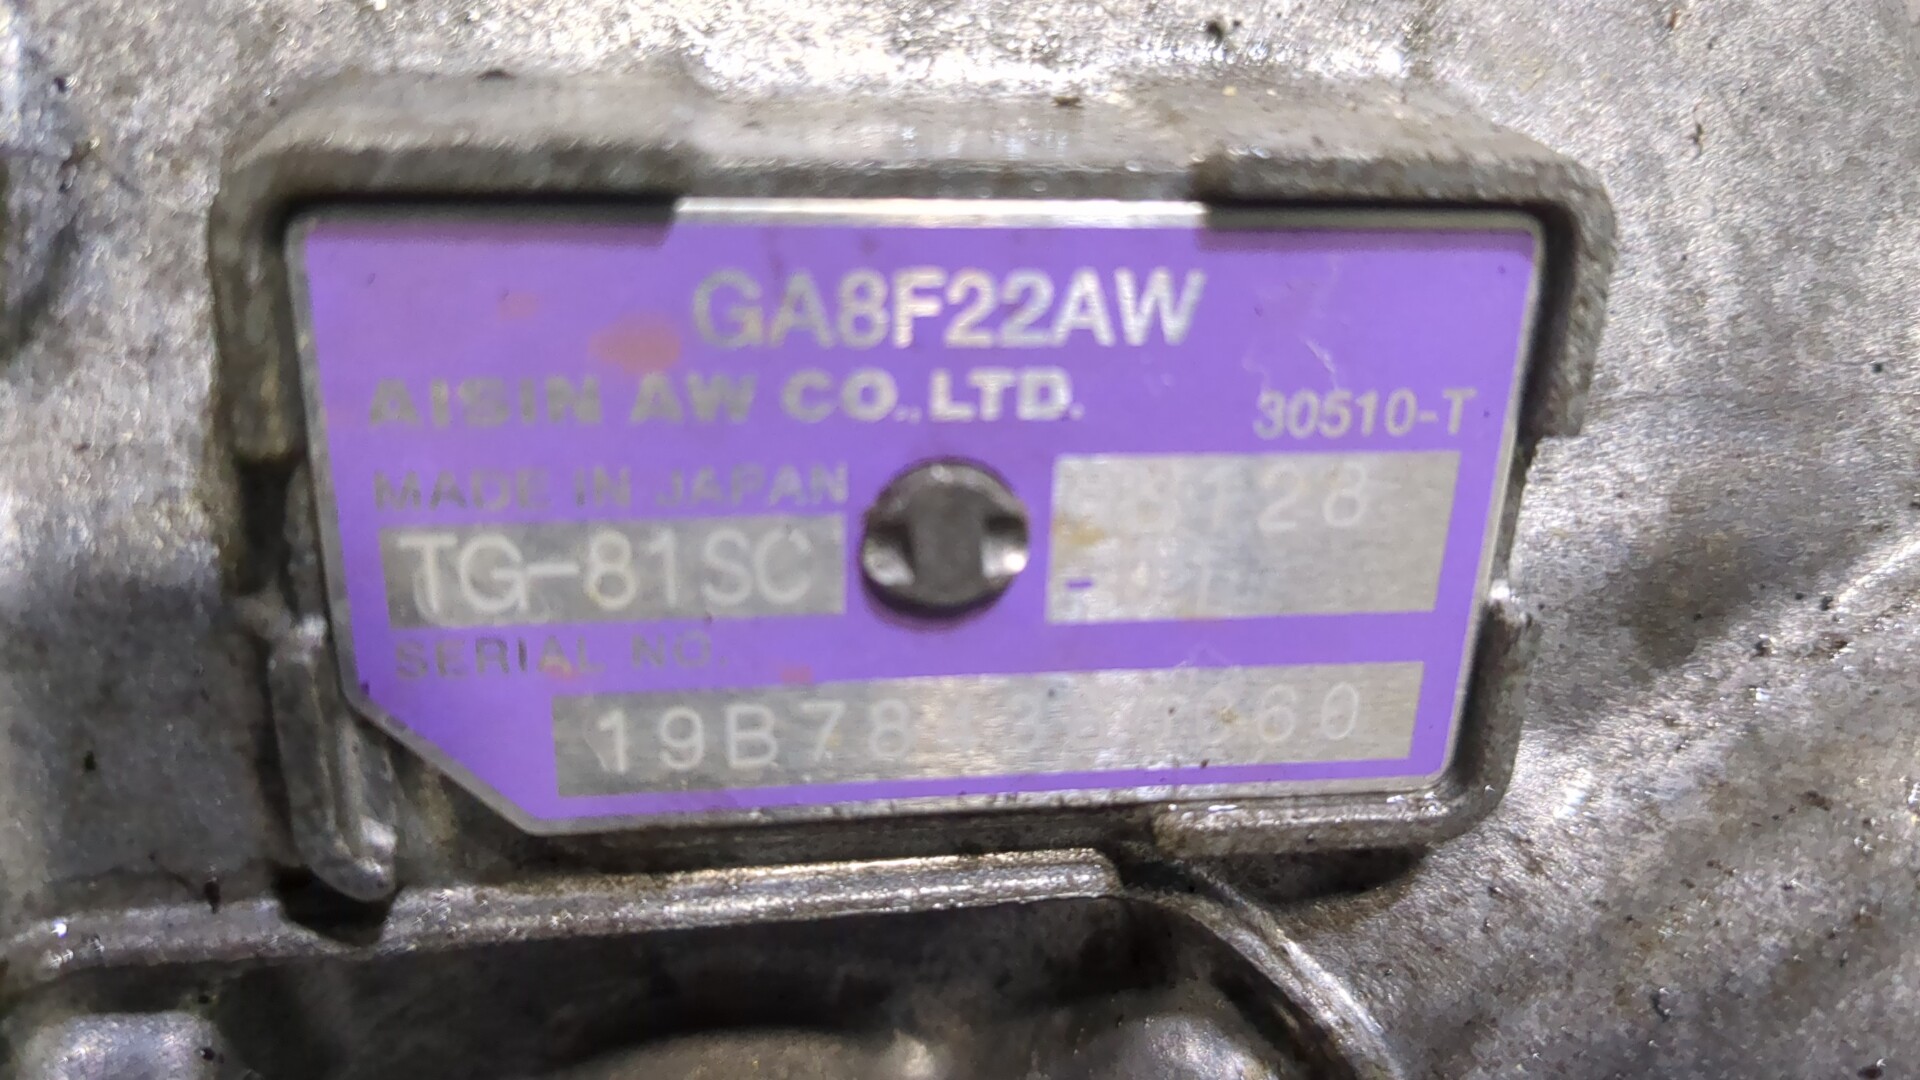 GA8F22AW
AISIN AW CO.,LTD.
30510-T
MADE IN JAPAN
TG-81SC
SERIAL NO.